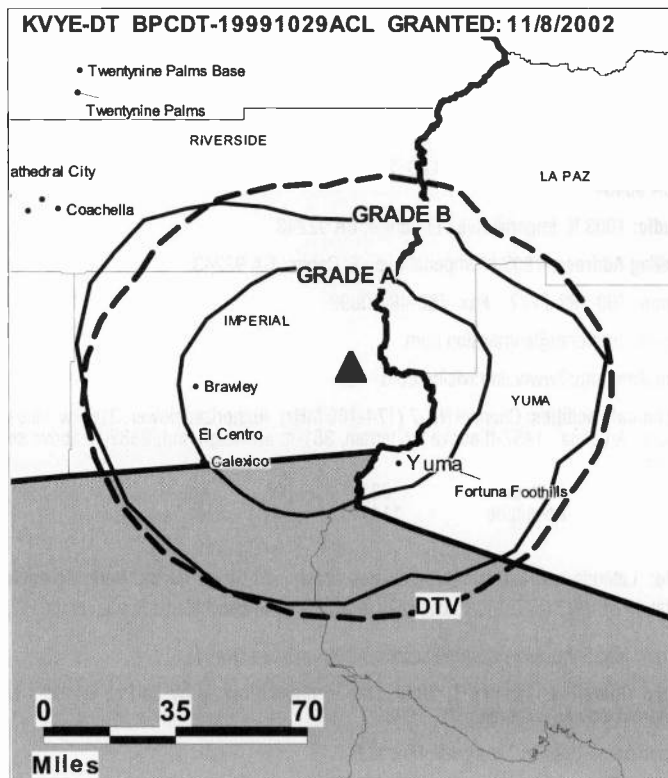 KVYE-DT BPCDT-19991029ACL GRANTED: 11/8/2002
Twentynine Palms Base
Twentynine Palms
RIVERSIDE
athedral City
LA PAZ
Coachella
GRADE B
GRADE A
IMPERIAL
Brawley
YUMA
El Centro
Calexico
Yuma
Fortuna Foothills
DTV
0 35 70
Miles